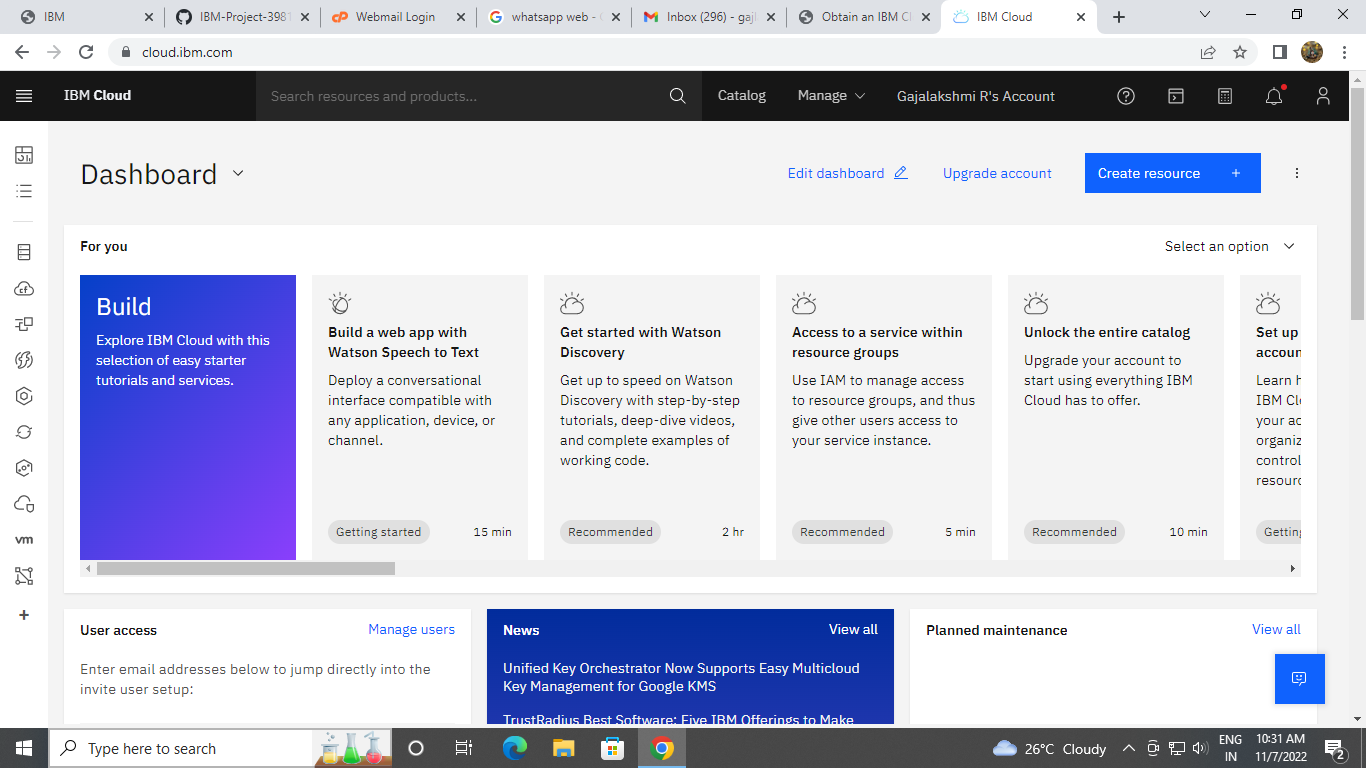 IBM
IBM-Project-3981
Webmail Login
whatsapp web -
Inbox (296) - gaj
Obtain an IBM Cl
IBM Cloud
cloud.ibm.com
IBM Cloud
Search resources and products...
Catalog
Manage
Gajalakshmi R's Account
Dashboard
Edit dashboard
Upgrade account
Create resource +
For you
Select an option
Build
Explore IBM Cloud with this
selection of easy starter
tutorials and services.
Build a web app with
Watson Speech to Text
Deploy a conversational
interface compatible with
any application, device, or
channel.
Getting started
15 min
Get started with Watson
Discovery
Get up to speed on Watson
Discovery with step-by-step
tutorials, deep-dive videos,
and complete examples of
working code.
Recommended
2 hr
Access to a service within
resource groups
Use IAM to manage access
to resource groups, and thus
give other users access to
your service instance.
Recommended
5 min
Unlock the entire catalog
Upgrade your account to
start using everything IBM
Cloud has to offer.
Recommended
10 min
Set up
accoun
Learn h
IBM Cl
your ac
organiz
control
resourc
Getting
cf
vm
User access
Manage users
Enter email addresses below to jump directly into the
invite user setup:
News
View all
Unified Key Orchestrator Now Supports Easy Multicloud
Key Management for Google KMS
TrustRadius Best Software: Five IBM Offerings to Make
Planned maintenance
View all
Type here to search
26°C Cloudy
ENG
IN
10:31 AM
11/7/2022
2